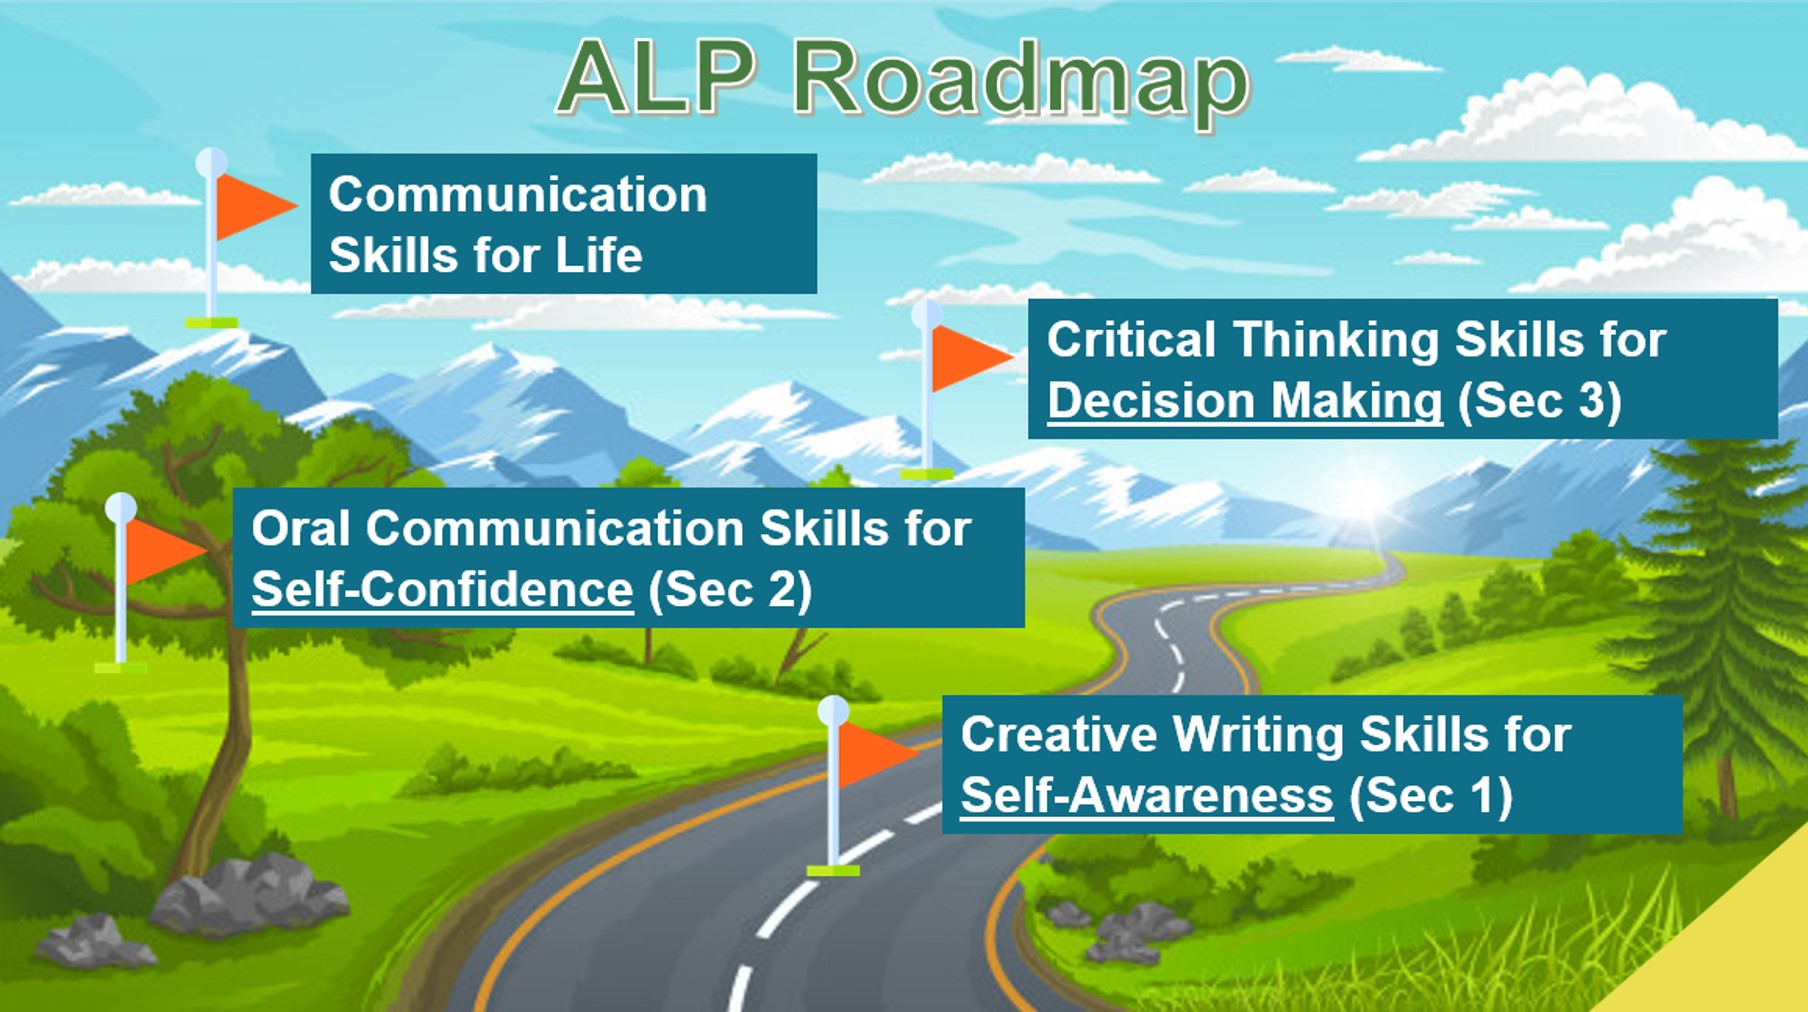 ALP Roadmap
Communication
Skills for Life
Critical Thinking Skills for
Decision Making (Sec 3)
Oral Communication Skills for
Self-Confidence (Sec 2)
Creative Writing Skills for
Self-Awareness (Sec 1)